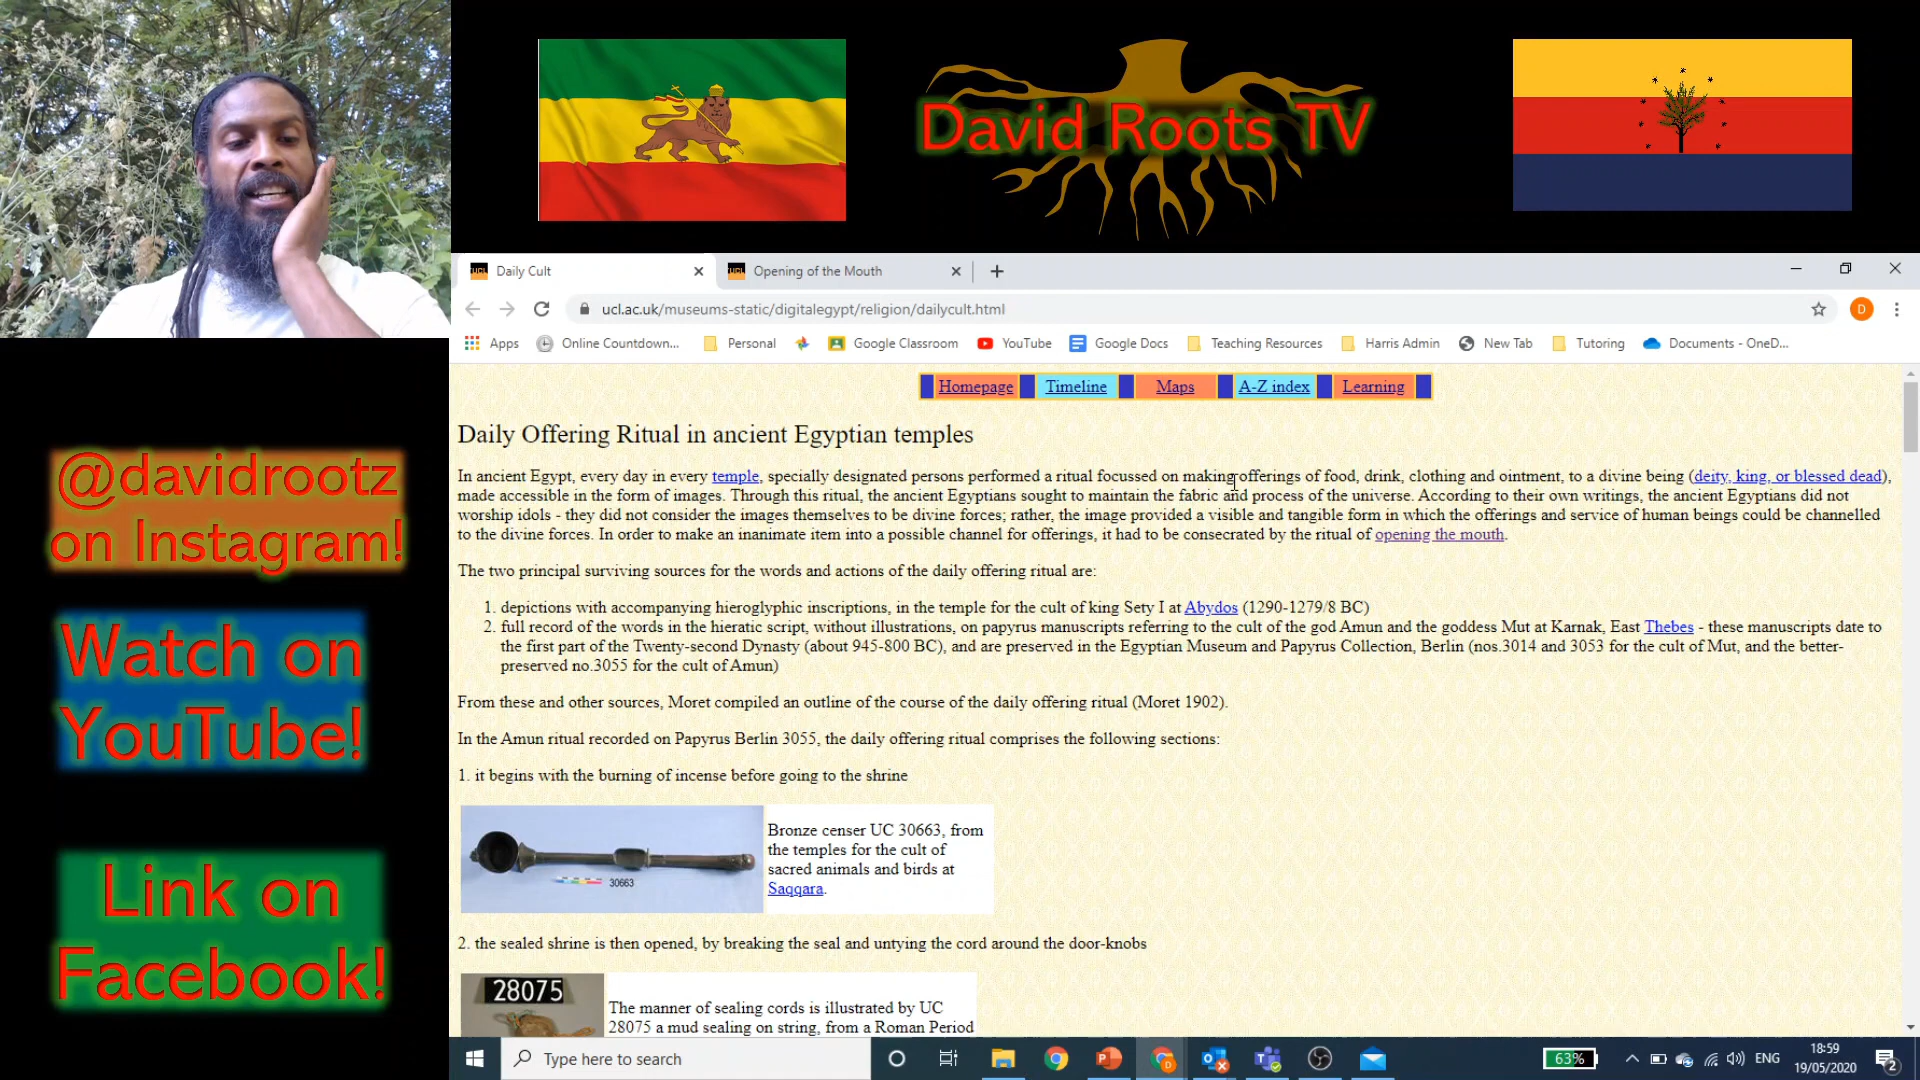 David Roots TV
@davidrootz
on Instagram!
Watch on
YouTube!
Link on
Facebook!
Daily Cult
Opening of the Mouth
ucl.ac.uk/museums-static/digitalegypt/religion/dailycult.html
D
Apps
Online Countdown...
Personal
Google Classroom
YouTube
Google Docs
Teaching Resources
Harris Admin
New Tab
Tutoring
Documents - OneD...
Homepage
Timeline
Maps
A-Z index
Learning
Daily Offering Ritual in ancient Egyptian temples
In ancient Egypt, every day in every temple, specially designated persons performed a ritual focussed on making offerings of food, drink, clothing and ointment, to a divine being (deity, king, or blessed dead),
made accessible in the form of images. Through this ritual, the ancient Egyptians sought to maintain the fabric and process of the universe. According to their own writings, the ancient Egyptians did not
worship idols - they did not consider the images themselves to be divine forces; rather, the image provided a visible and tangible form in which the offerings and service of human beings could be channelled
to the divine forces. In order to make an inanimate item into a possible channel for offerings, it had to be consecrated by the ritual of opening the mouth.
The two principal surviving sources for the words and actions of the daily offering ritual are:
1. depictions with accompanying hieroglyphic inscriptions, in the temple for the cult of king Sety I at Abydos (1290-1279/8 BC)
2. full record of the words in the hieratic script, without illustrations, on papyrus manuscripts referring to the cult of the god Amun and the goddess Mut at Karnak, East Thebes - these manuscripts date to
the first part of the Twenty-second Dynasty (about 945-800 BC), and are preserved in the Egyptian Museum and Papyrus Collection, Berlin (nos.3014 and 3053 for the cult of Mut, and the better-
preserved no.3055 for the cult of Amun)
From these and other sources, Moret compiled an outline of the course of the daily offering ritual (Moret 1902).
In the Amun ritual recorded on Papyrus Berlin 3055, the daily offering ritual comprises the following sections:
1. it begins with the burning of incense before going to the shrine
30663
Bronze censer UC 30663, from
the temples for the cult of
sacred animals and birds at
Saqqara.
2. the sealed shrine is then opened, by breaking the seal and untying the cord around the door-knobs
28075
The manner of sealing cords is illustrated by UC
28075 a mud sealing on string, from a Roman Period
Type here to search
63%
ENG
18:59
19/05/2020
2